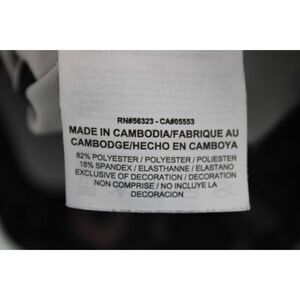 RN#56323 - CA#05553
MADE IN CAMBODIA/FABRIQUE AU
CAMBODGE/HECHO EN CAMBOYA
82% POLYESTER / POLYESTER / POLIESTER
18% SPANDEX / ELASTHANNE / ELASTANO
EXCLUSIVE OF DECORATION / DECORATION
NON COMPRISE / NO INCLUYE LA
DECORACION